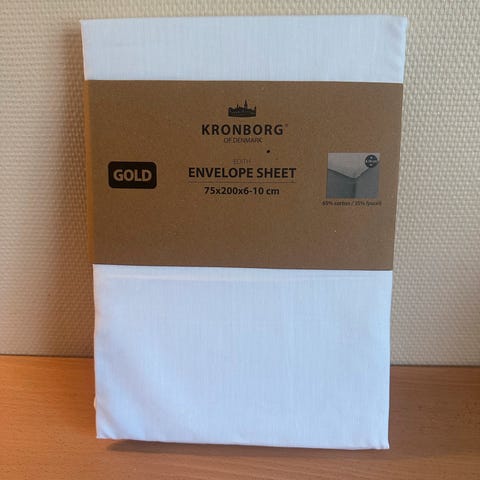 KRONBORG®
OF DENMARK
EDITH
ENVELOPE SHEET
75x200x6-10 cm
GOLD
65% cotton / 35% lyocell